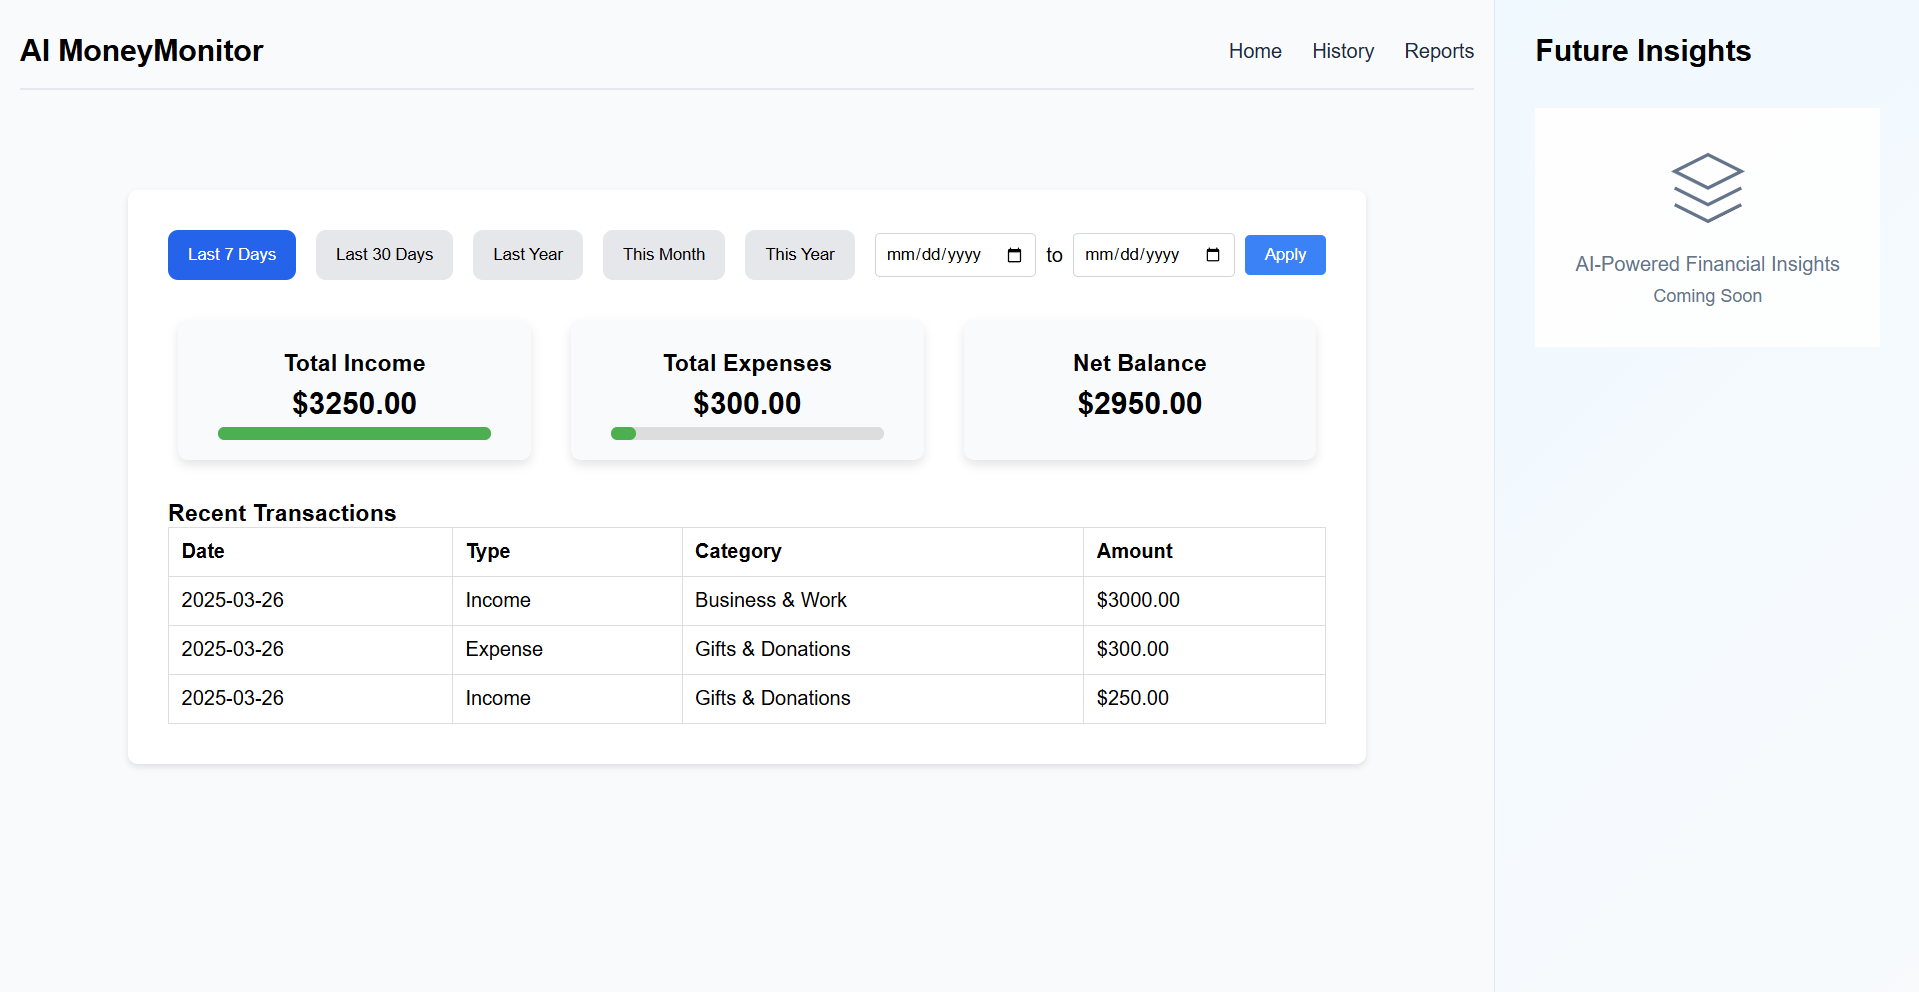 AI MoneyMonitor
Home History Reports
Last 7 Days Last 30 Days Last Year This Month This Year mm/dd/yyyy to mm/dd/yyyy Apply
Total Income Total Expenses Net Balance
$3250.00 $300.00 $2950.00
Recent Transactions
Date Type Category Amount
2025-03-26 Income Business & Work $3000.00
2025-03-26 Expense Gifts & Donations $300.00
2025-03-26 Income Gifts & Donations $250.00
Future Insights
AI-Powered Financial Insights
Coming Soon